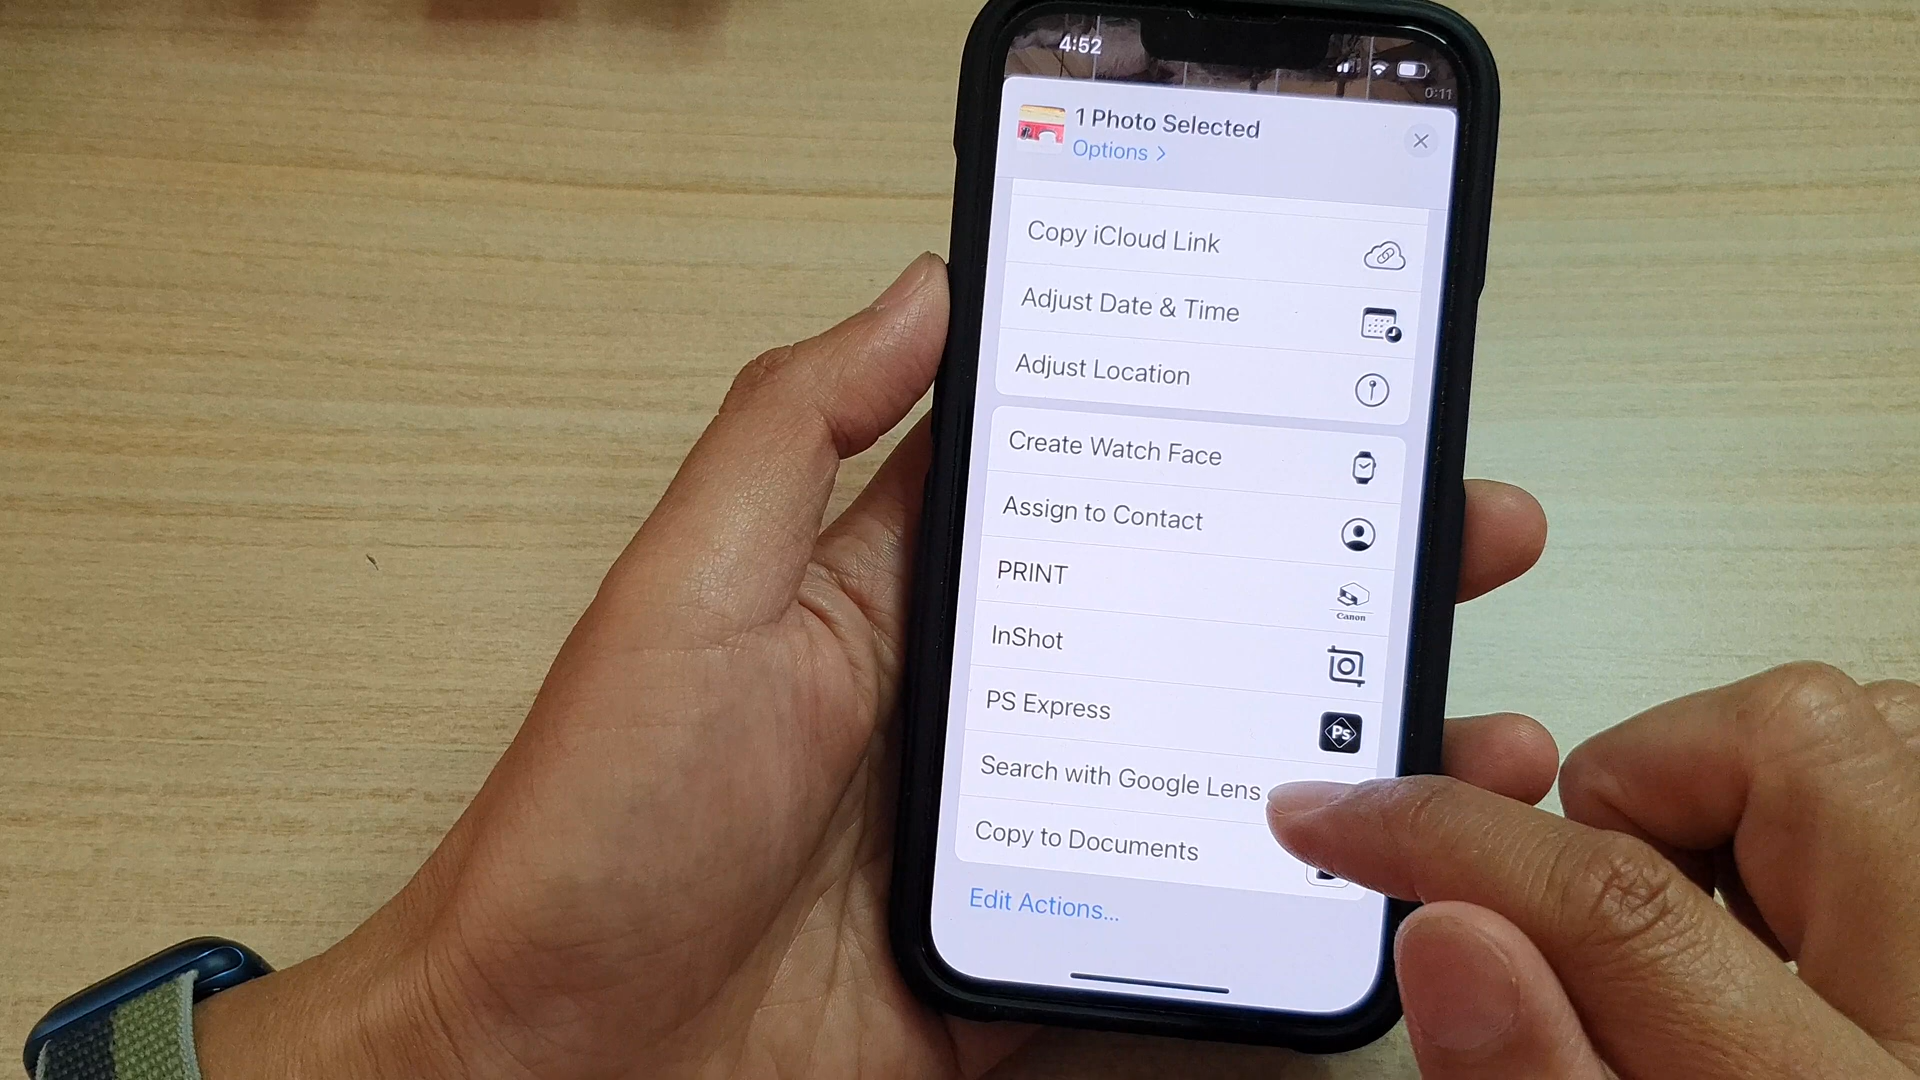 4:52
0:11
1 Photo Selected
Options >
Copy iCloud Link
Adjust Date & Time
Adjust Location
Create Watch Face
Assign to Contact
PRINT
Canon
InShot
PS Express
Ps
Search with Google Lens
Copy to Documents
Edit Actions...